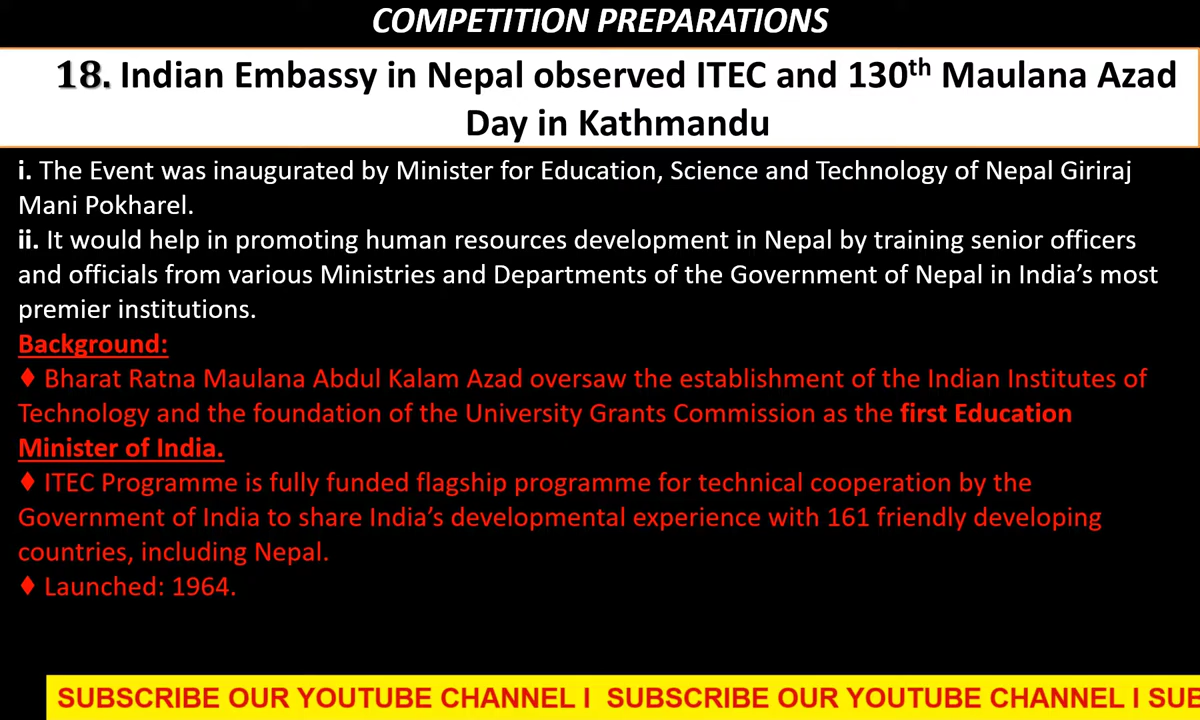 COMPETITION PREPARATIONS
18. Indian Embassy in Nepal observed ITEC and 130th Maulana Azad
Day in Kathmandu
i. The Event was inaugurated by Minister for Education, Science and Technology of Nepal Giriraj
Mani Pokharel.
ii. It would help in promoting human resources development in Nepal by training senior officers
and officials from various Ministries and Departments of the Government of Nepal in India's most
premier institutions.
Background:
♦ Bharat Ratna Maulana Abdul Kalam Azad oversaw the establishment of the Indian Institutes of
Technology and the foundation of the University Grants Commission as the first Education
Minister of India.
♦ ITEC Programme is fully funded flagship programme for technical cooperation by the
Government of India to share India's developmental experience with 161 friendly developing
countries, including Nepal.
♦ Launched: 1964.
SUBSCRIBE OUR YOUTUBE CHANNEL I SUBSCRIBE OUR YOUTUBE CHANNEL I SU